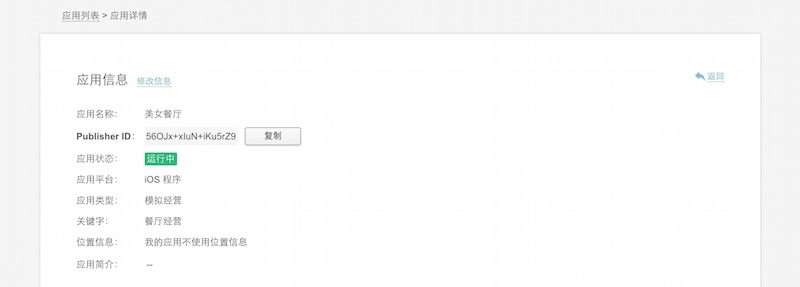 应用列表 > 应用详情
应用信息 修改信息 返回
应用名称： 美女餐厅
Publisher ID： 56OJx+xIuN+iKu5rZ9 复制
应用状态： 运行中
应用平台： iOS 程序
应用类型： 模拟经营
关键字： 餐厅经营
位置信息： 我的应用不使用位置信息
应用简介： --